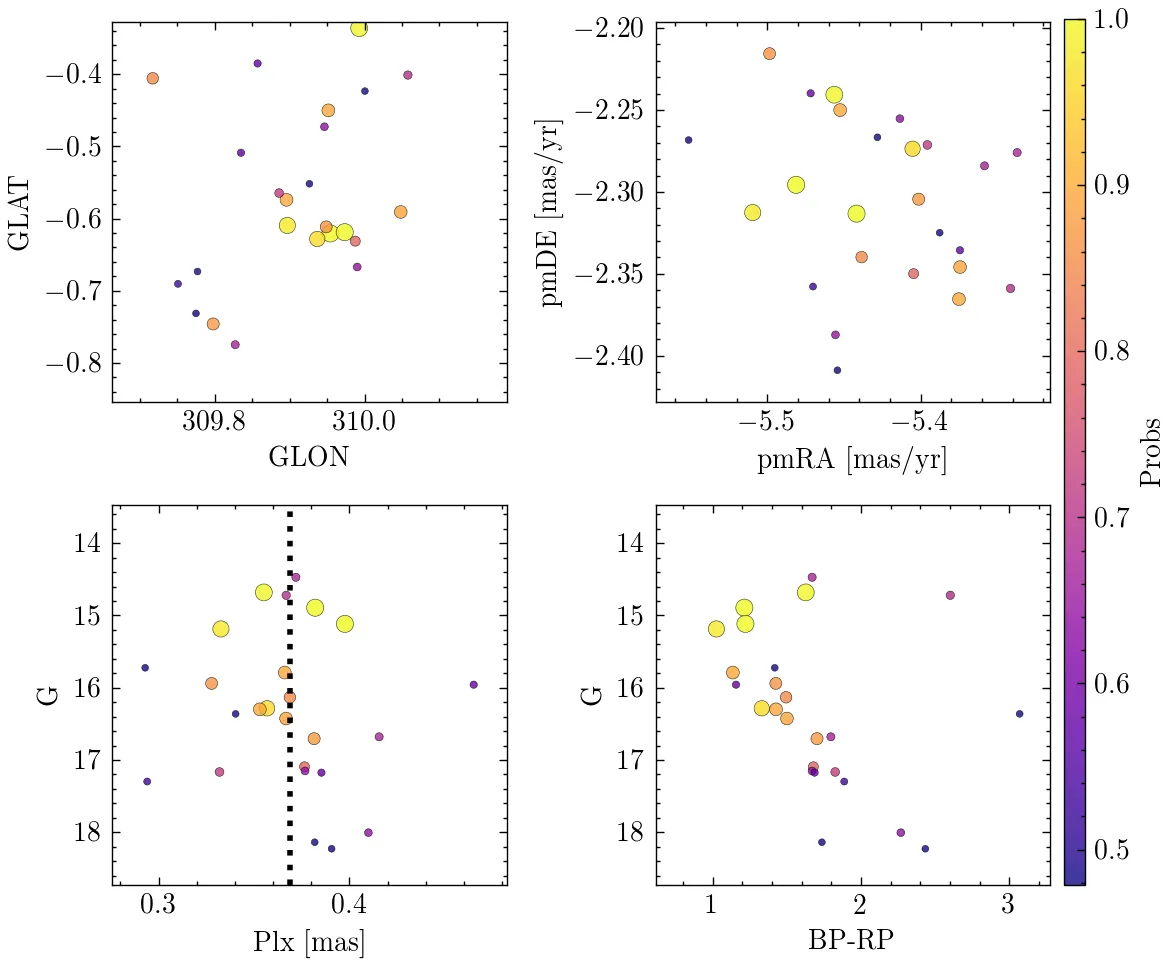 −0.4
−0.5
−0.6
−0.7
−0.8
GLAT
309.8 310.0
GLON
−2.20
−2.25
−2.30
−2.35
−2.40
pmDE [mas/yr]
−5.5 −5.4
pmRA [mas/yr]
14
15
16
17
18
G
0.3 0.4
Plx [mas]
14
15
16
17
18
G
1 2 3
BP-RP
1.0
0.9
0.8
0.7
0.6
0.5
Probs